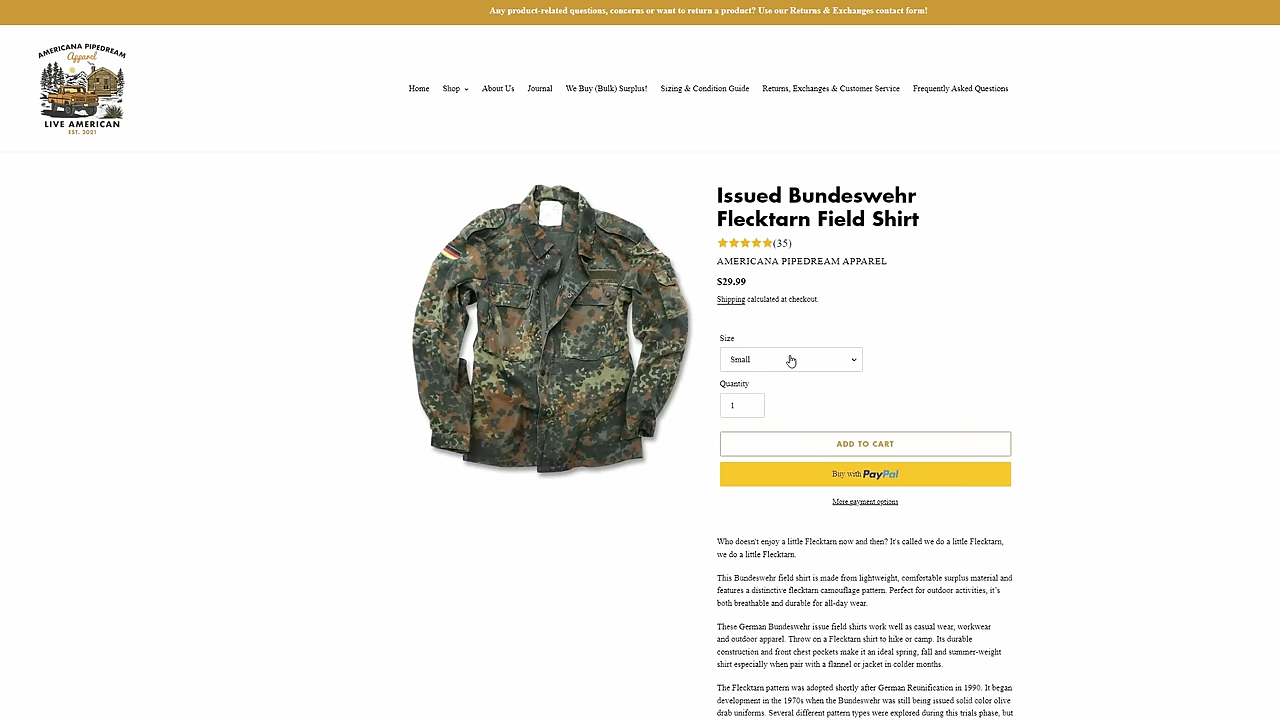 Any product-related questions, concerns or want to return a product? Use our Returns & Exchanges contact form!
AMERICANA PIPEDREAM
Apparel
LIVE AMERICAN
EST. 2021
Home Shop About Us Journal We Buy (Bulk) Surplus! Sizing & Condition Guide Returns, Exchanges & Customer Service Frequently Asked Questions
Issued Bundeswehr
Flecktarn Field Shirt
(35)
AMERICANA PIPEDREAM APPAREL
$29.99
Shipping calculated at checkout.
Size
Small
Quantity
1
ADD TO CART
Buy with PayPal
More payment options
Who doesn't enjoy a little Flecktarn now and then? It's called we do a little Flecktarn,
we do a little Flecktarn.
This Bundeswehr field shirt is made from lightweight, comfortable surplus material and
features a distinctive flecktarn camouflage pattern. Perfect for outdoor activities, it's
both breathable and durable for all-day wear.
These German Bundeswehr issue field shirts work well as casual wear, workwear
and outdoor apparel. Throw on a Flecktarn shirt to hike or camp. Its durable
construction and front chest pockets make it an ideal spring, fall and summer-weight
shirt especially when pair with a flannel or jacket in colder months.
The Flecktarn pattern was adopted shortly after German Reunification in 1990. It began
development in the 1970s when the Bundeswehr was still being issued solid color olive
drab uniforms. Several different pattern types were explored during this trials phase, but